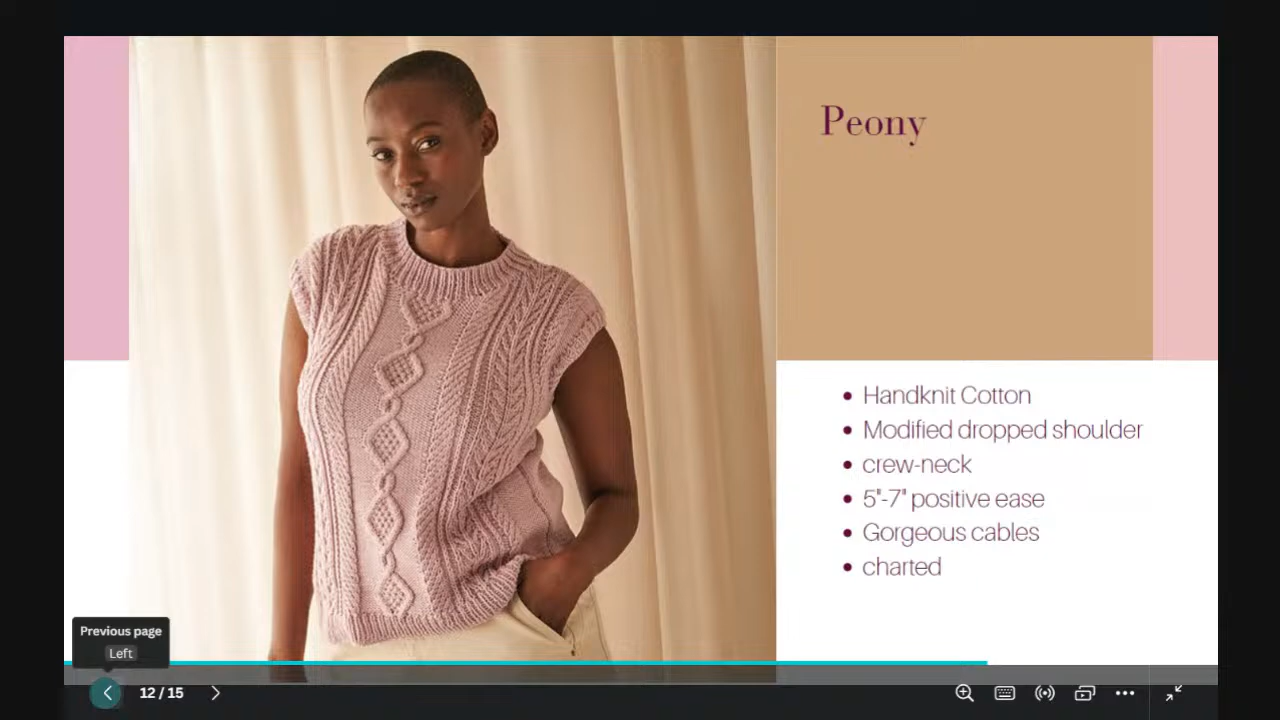 Peony
Handknit Cotton
Modified dropped shoulder
crew-neck
5"-7" positive ease
Gorgeous cables
charted
Previous page
Left
12 / 15